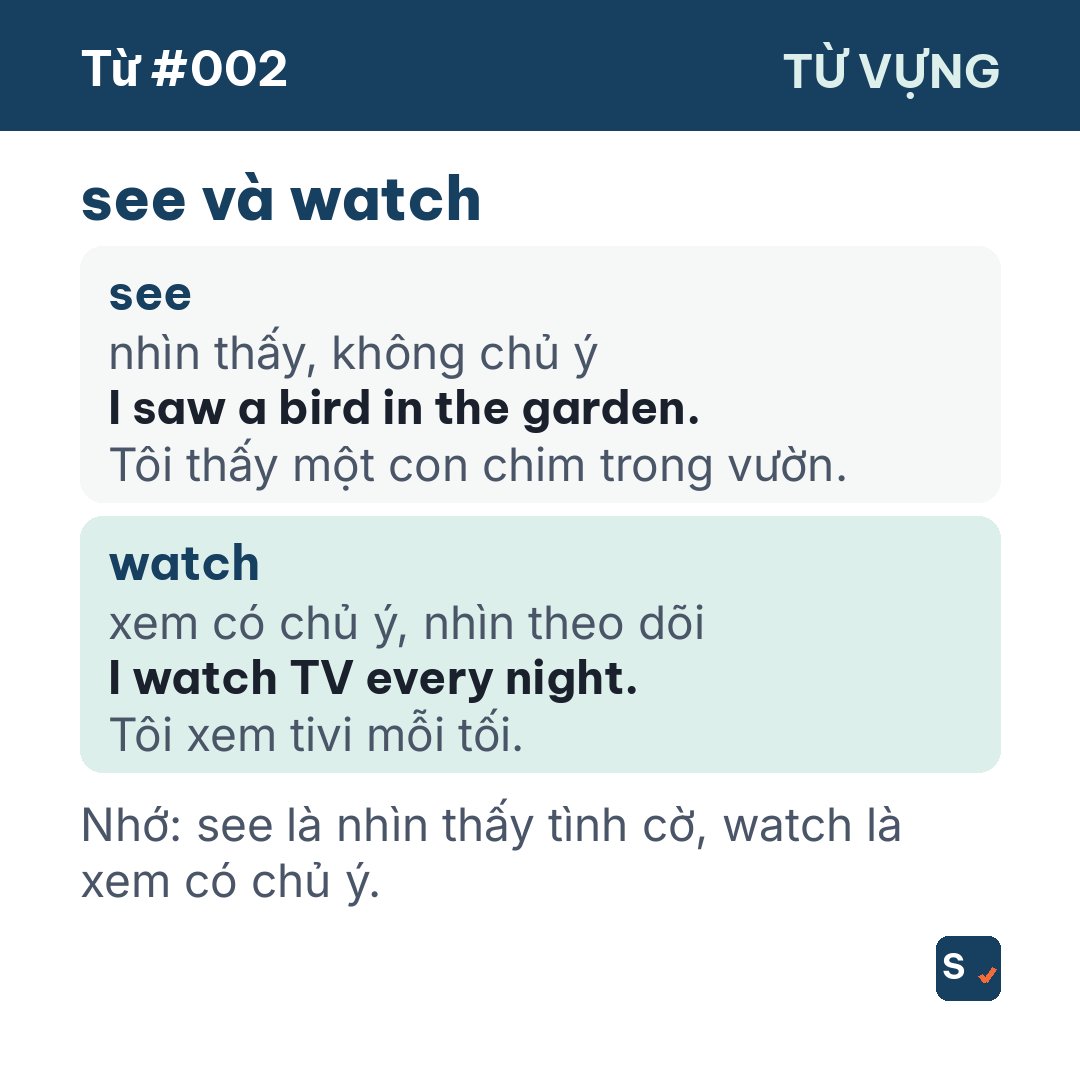 Từ #002
TỪ VỰNG
see và watch
see
nhìn thấy, không chủ ý
I saw a bird in the garden.
Tôi thấy một con chim trong vườn.
watch
xem có chủ ý, nhìn theo dõi
I watch TV every night.
Tôi xem tivi mỗi tối.
Nhớ: see là nhìn thấy tình cờ, watch là
xem có chủ ý.
S